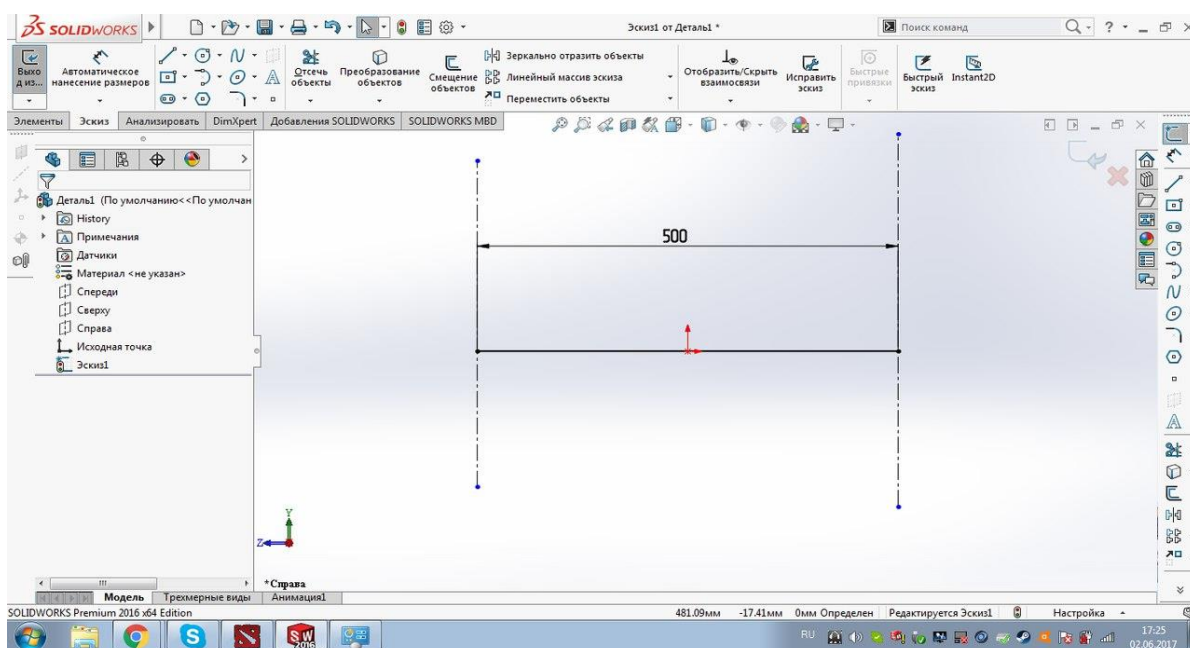 SOLIDWORKS
Эскиз1 от Деталь1 *
Поиск команд
?
Выхо
д из...
Автоматическое
нанесение размеров
Отсечь
объекты
Преобразование
объектов
Смещение
объектов
Зеркально отразить объекты
Линейный массив эскиза
Переместить объекты
Отобразить/Скрыть
взаимосвязи
Исправить
эскиз
Быстрые
привязки
Быстрый
эскиз
Instant2D
Элементы Эскиз Анализировать DimXpert Добавления SOLIDWORKS SOLIDWORKS MBD
Деталь1 (По умолчанию<<По умолчан
History
Примечания
Датчики
Материал <не указан>
Спереди
Сверху
Справа
Исходная точка
Эскиз1
500
Y
Z
*Справа
Модель Трехмерные виды Анимация1
SOLIDWORKS Premium 2016 x64 Edition
481.09мм -17.41мм 0мм Определен Редактируется Эскиз1 Настройка
RU
17:25
02.06.2017